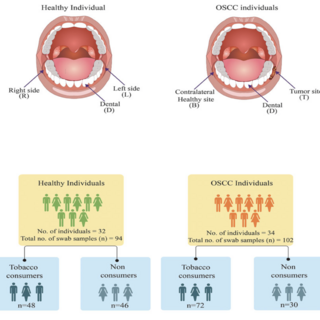 Healthy Individual
OSCC individuals
Right side
(R)
Left side
(L)
Dental
(D)
Contralateral
Healthy site
(B)
Tumor site
(T)
Dental
(D)
Healthy Individuals
No. of individuals = 32
Total no. of swab samples (n) = 94
OSCC Individuals
No. of individuals = 34
Total no. of swab samples (n) = 102
Tobacco
consumers
n=48
Non
consumers
n=46
Tobacco
consumers
n=72
Non
consumers
n=30